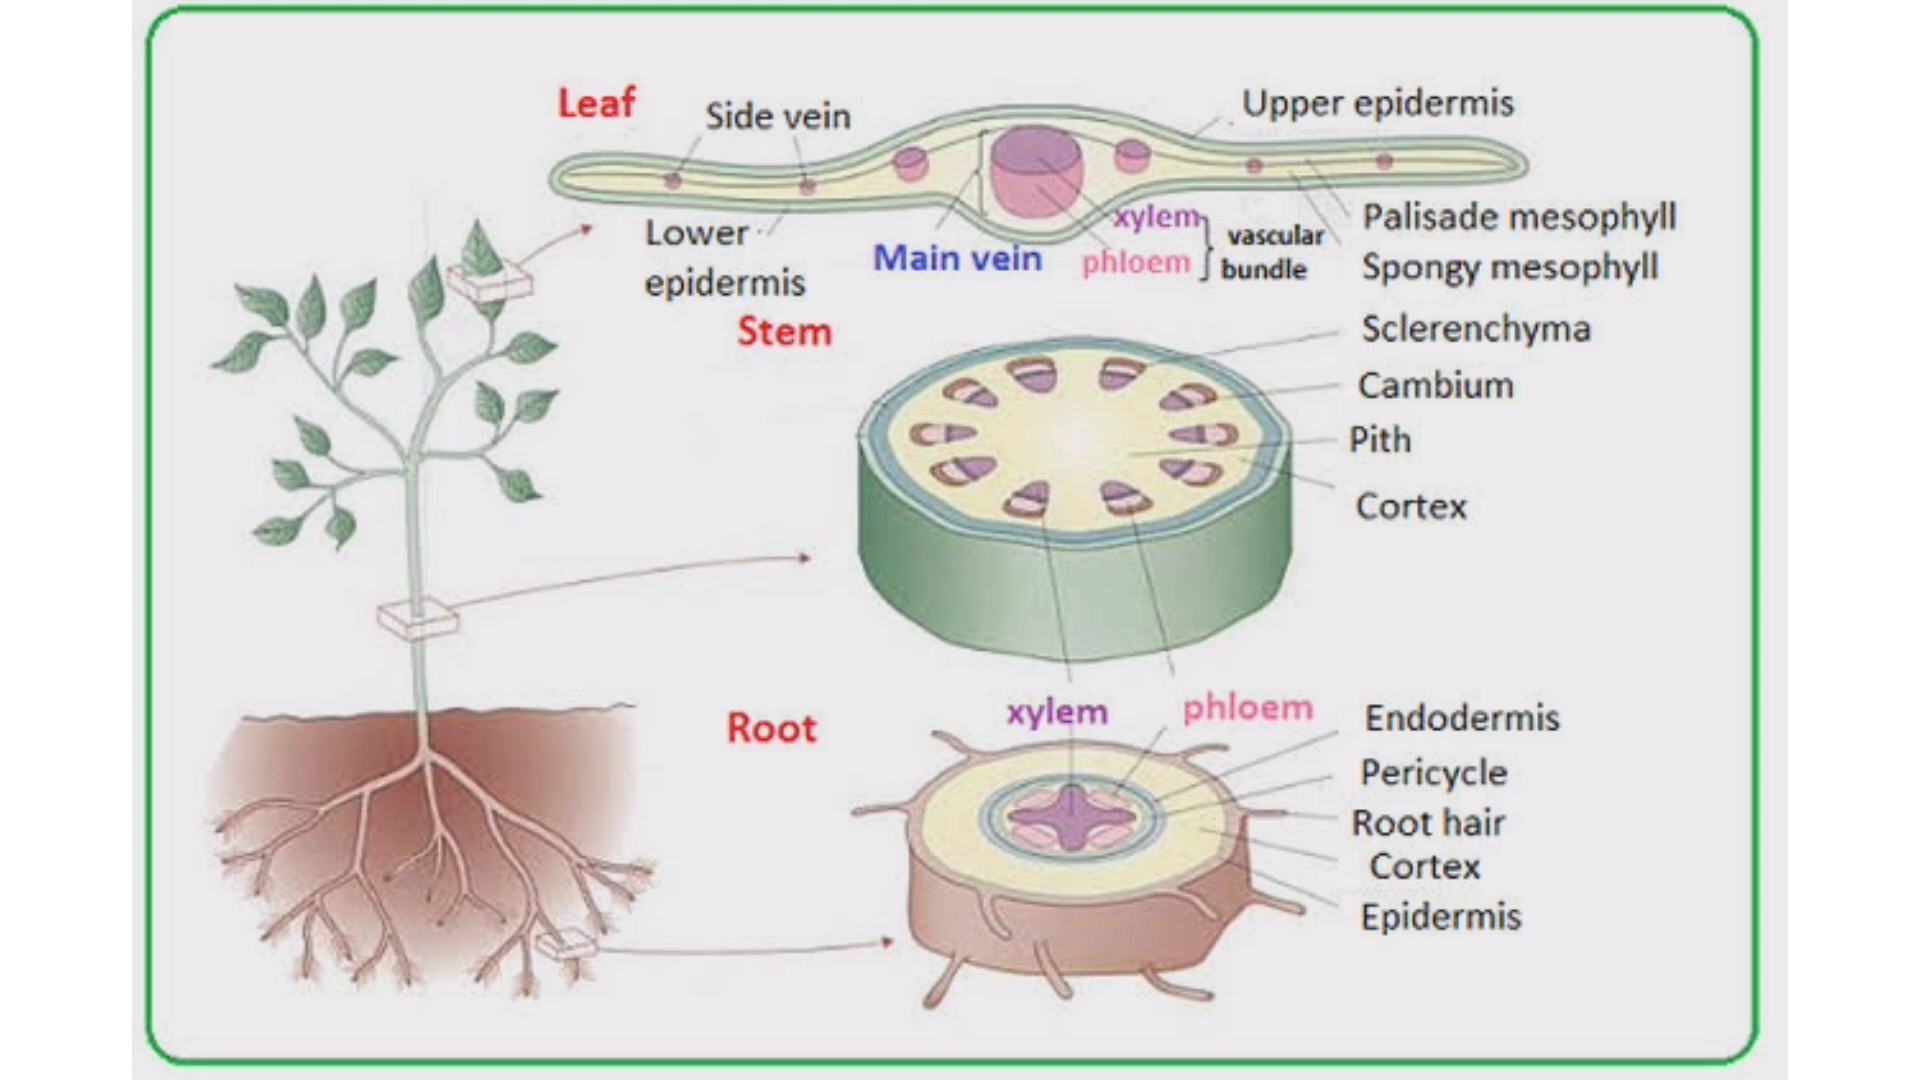 Leaf
Side vein
Upper epidermis
Lower
epidermis
Main vein
xylem
phloem
vascular
bundle
Palisade mesophyll
Spongy mesophyll
Stem
Sclerenchyma
Cambium
Pith
Cortex
xylem
phloem
Root
Endodermis
Pericycle
Root hair
Cortex
Epidermis